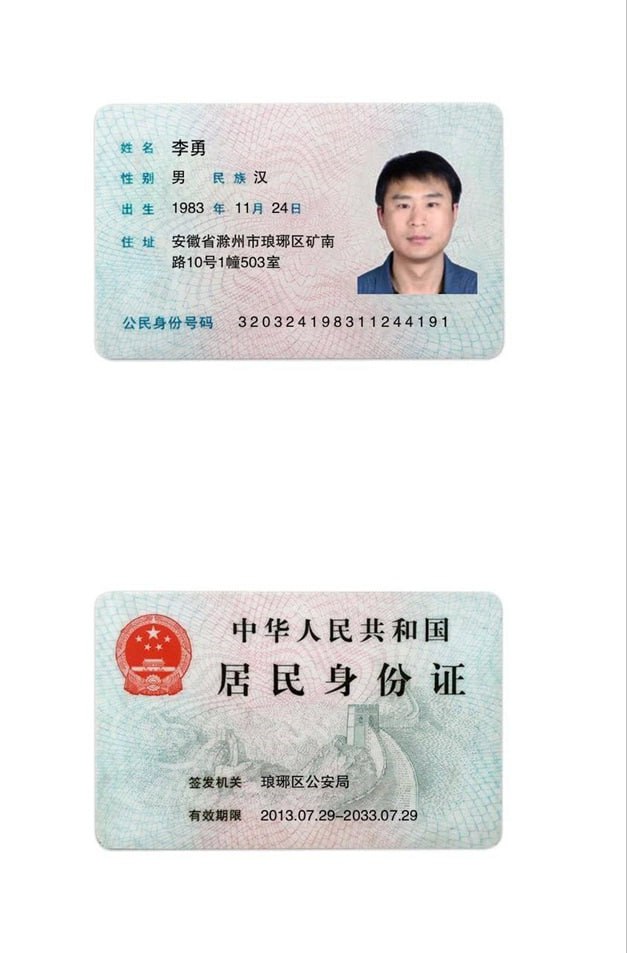 姓名 李勇
性别 男 民族 汉
出生 1983 年 11 月 24 日
住址 安徽省滁州市琅琊区矿南
路10号1幢503室
公民身份号码 320324198311244191
中华人民共和国
居民身份证
签发机关 琅琊区公安局
有效期限 2013.07.29-2033.07.29